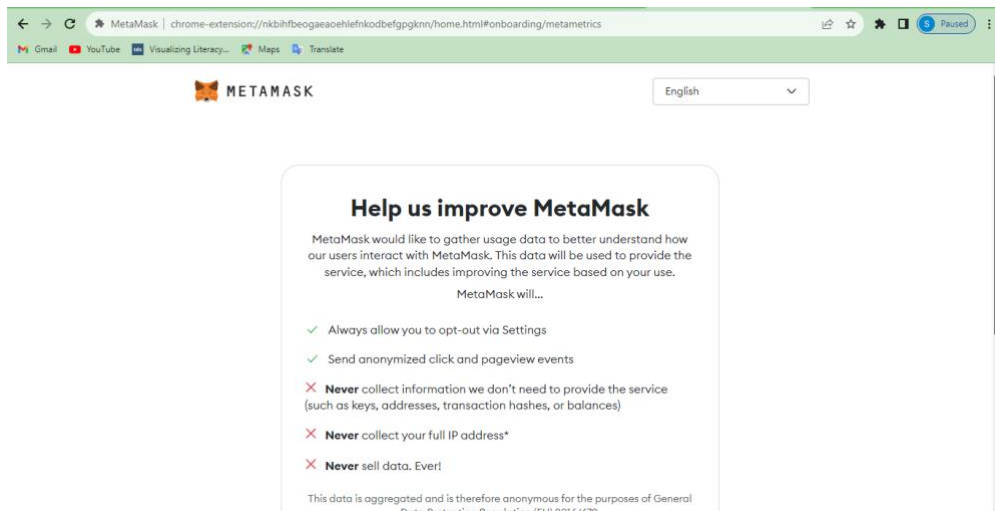 MetaMask | chrome-extension://nkbihfbeogaeaoehlefnkodbefgpgknn/home.html#onboarding/metametrics
S Paused
Gmail YouTube Visualizing Literacy... Maps Translate
METAMASK
English
Help us improve MetaMask
MetaMask would like to gather usage data to better understand how
our users interact with MetaMask. This data will be used to provide the
service, which includes improving the service based on your use.
MetaMask will...
Always allow you to opt-out via Settings
Send anonymized click and pageview events
Never collect information we don't need to provide the service
(such as keys, addresses, transaction hashes, or balances)
Never collect your full IP address*
Never sell data. Ever!
This data is aggregated and is therefore anonymous for the purposes of General